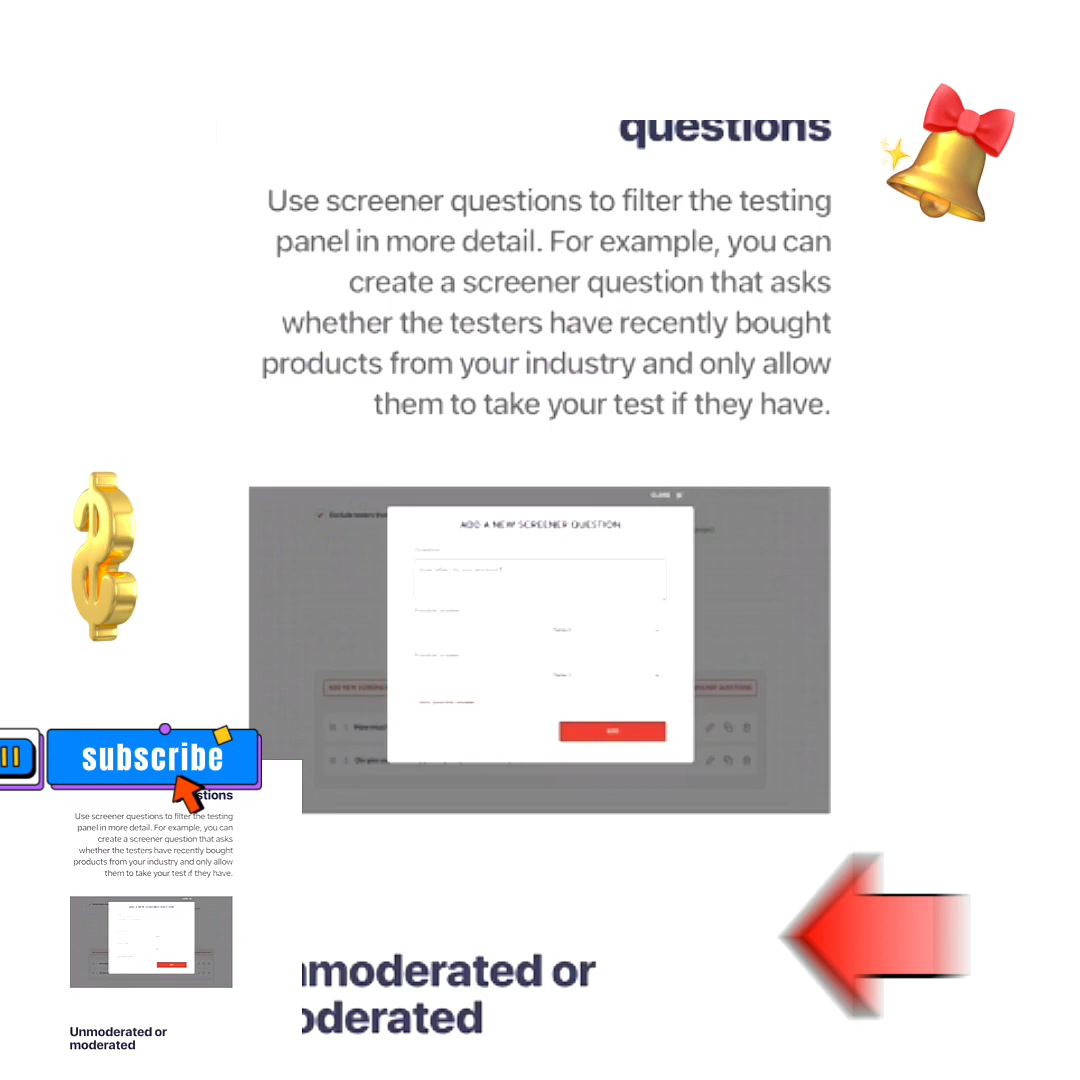 questions
Use screener questions to filter the testing
panel in more detail. For example, you can
create a screener question that asks
whether the testers have recently bought
products from your industry and only allow
them to take your test if they have.
CLOSE
ADD A NEW SCREENER QUESTION
ADD
subscribe
stions
Use screener questions to filter the testing
panel in more detail. For example, you can
create a screener question that asks
whether the testers have recently bought
products from your industry and only allow
them to take your test if they have.
ADD A NEW SCREENER QUESTION
nmoderated or
oderated
Unmoderated or
moderated